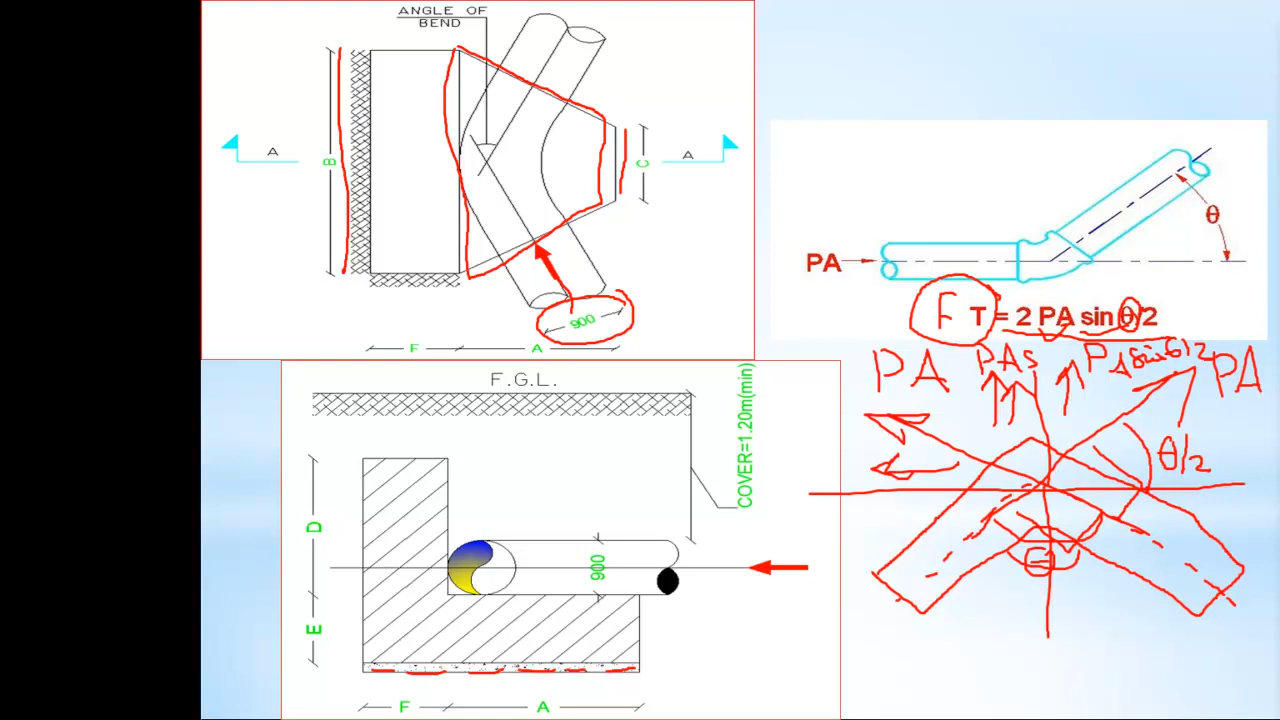 ANGLE OF
BEND
A
A
B
C
900
F
A
F.G.L.
COVER=1.20m(min)
D
E
900
F
A
θ
PA
F
T = 2 PA sin θ/2
PA
PAs
PA sin θ/2
PA
θ/2